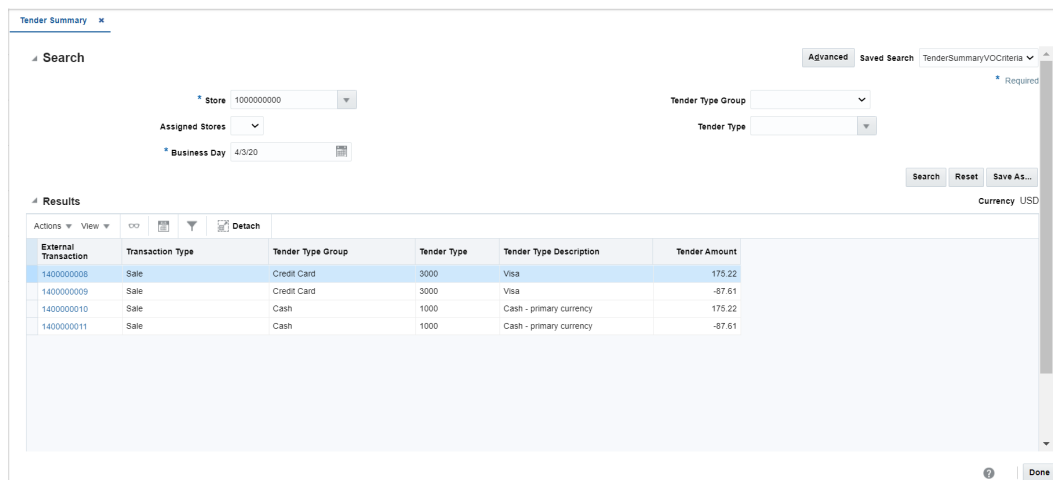 Tender Summary ×
Search
Advanced Saved Search TenderSummaryVOCriteria
* Required
* Store 1000000000
Tender Type Group
Assigned Stores
Tender Type
* Business Day 4/3/20
Search Reset Save As...
Results
Currency USD
Actions View Detach
External Transaction Transaction Type Tender Type Group Tender Type Tender Type Description Tender Amount
1400000008 Sale Credit Card 3000 Visa 175.22
1400000009 Sale Credit Card 3000 Visa -87.61
1400000010 Sale Cash 1000 Cash - primary currency 175.22
1400000011 Sale Cash 1000 Cash - primary currency -87.61
? Done